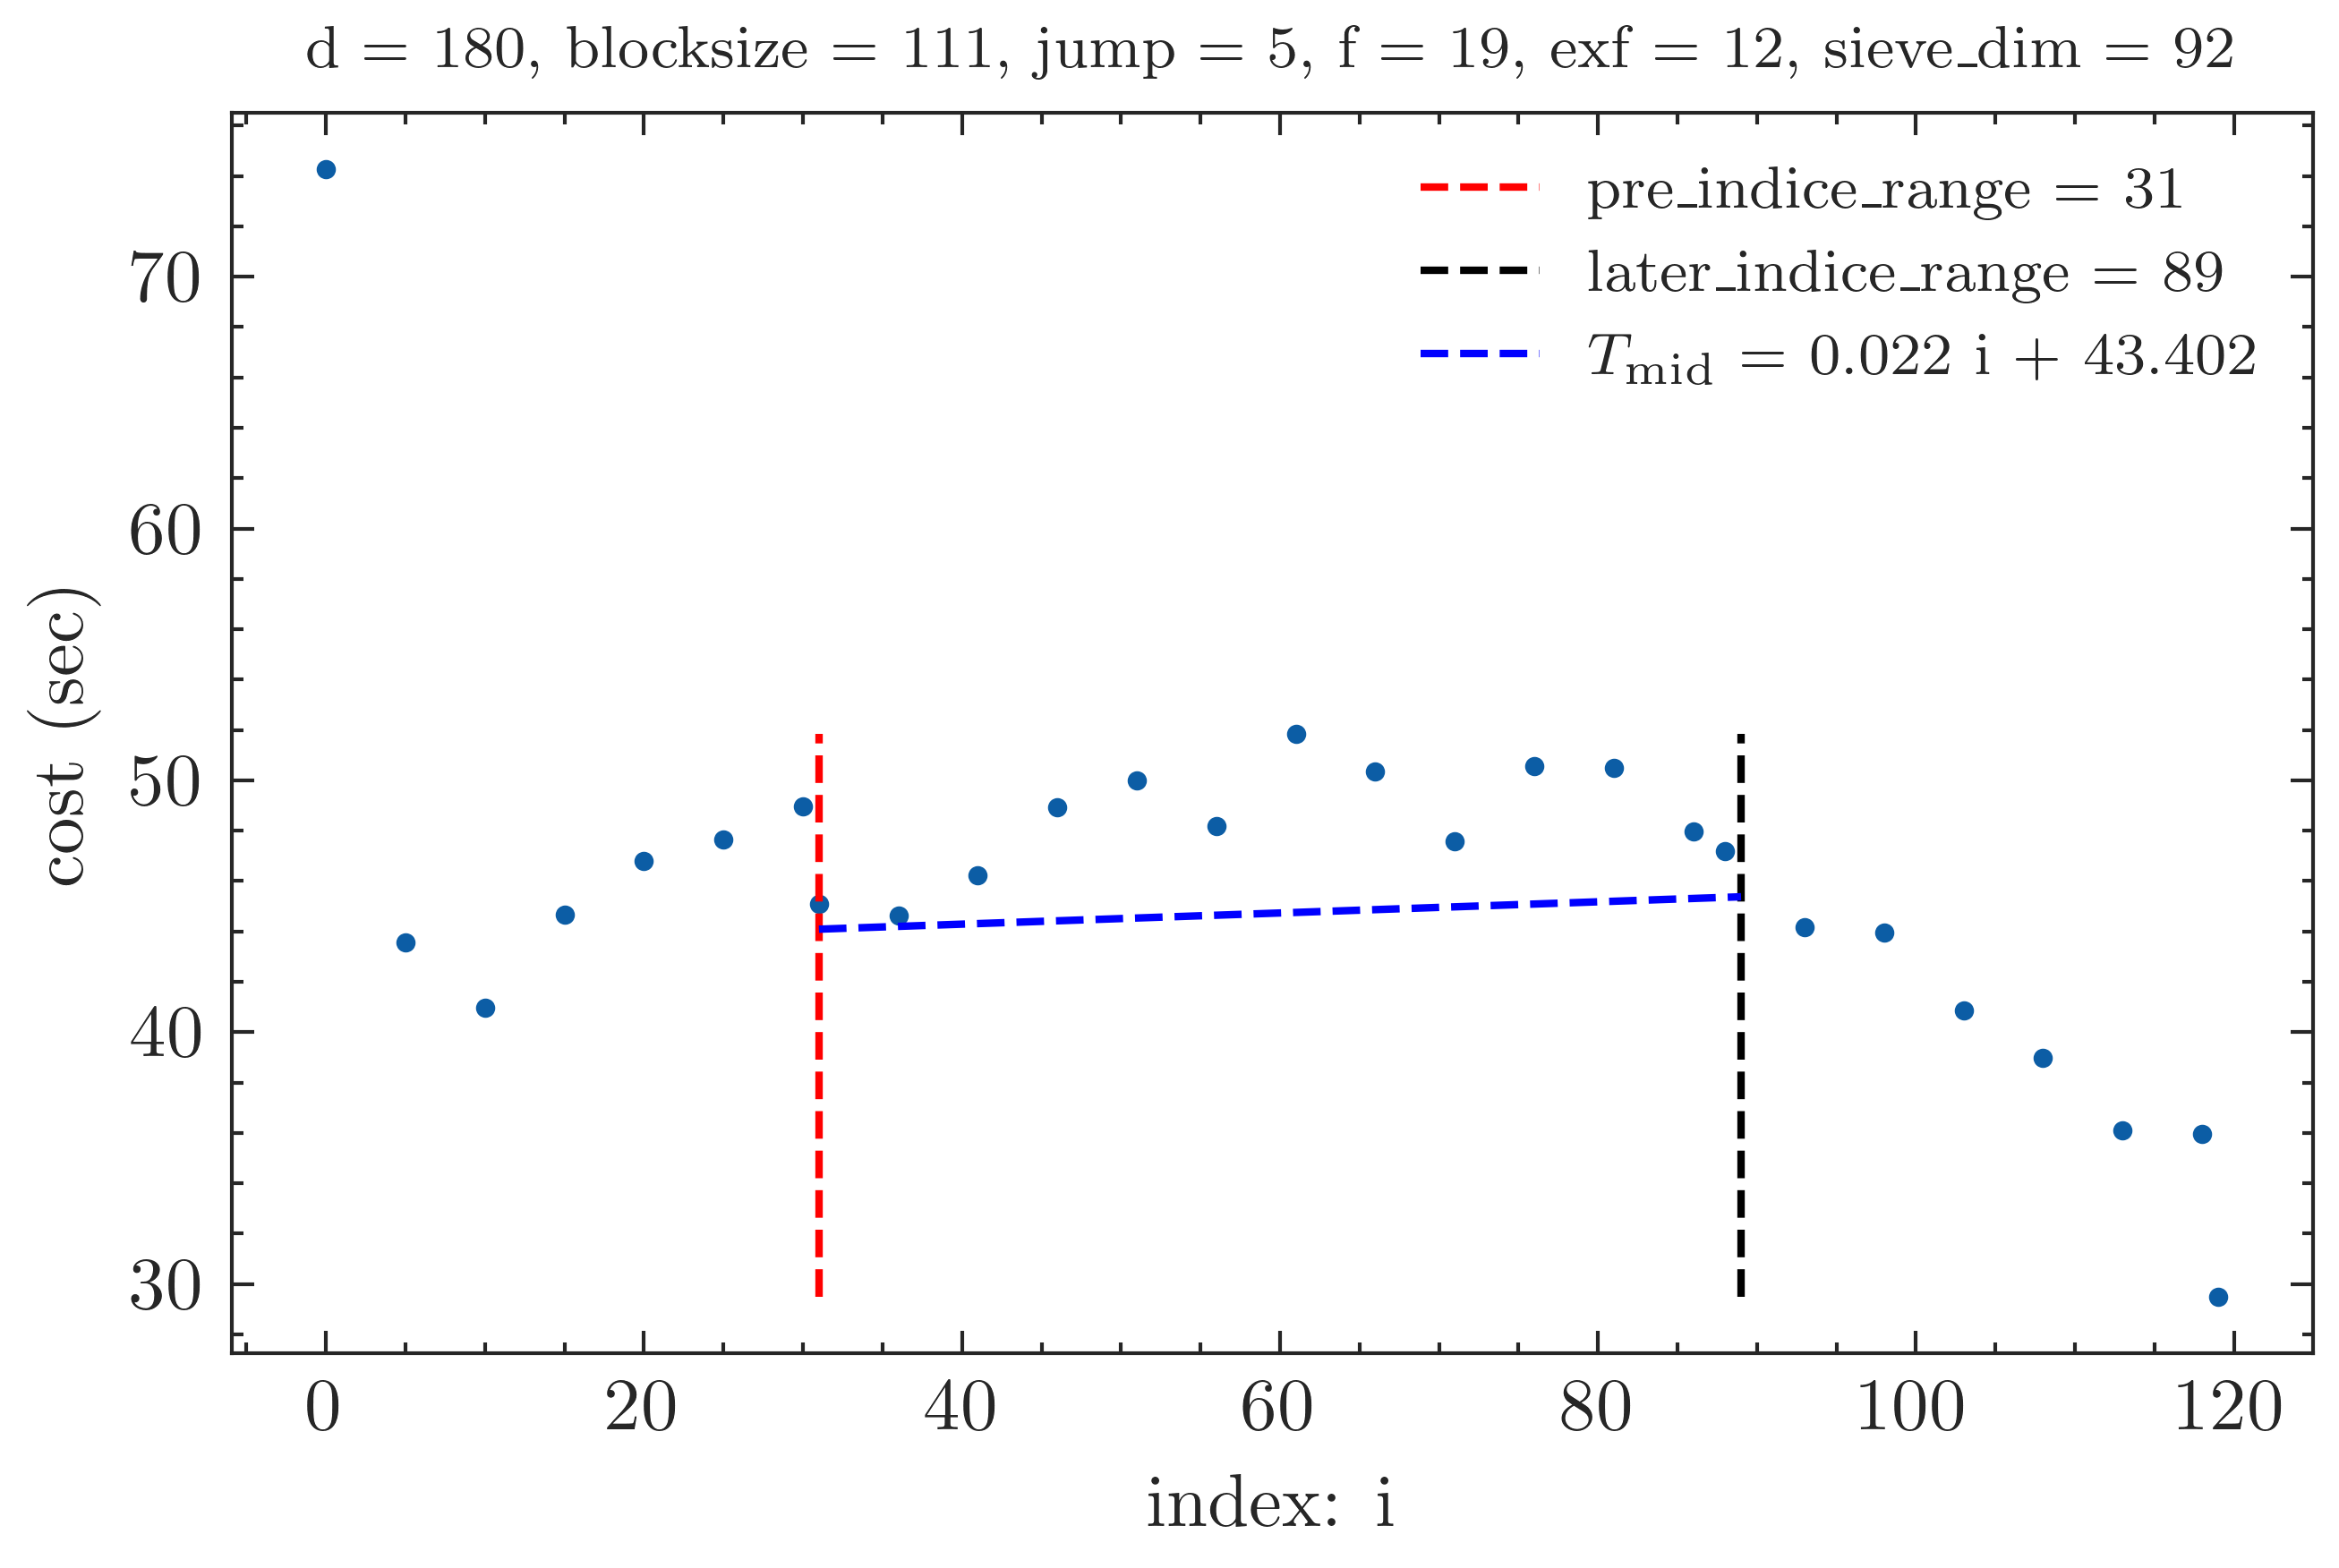 d = 180, blocksize = 111, jump = 5, f = 19, exf = 12, sieve_dim = 92
pre_indice_range = 31
later_indice_range = 89
T_mid = 0.022 i + 43.402
70
60
50
40
30
cost (sec)
0 20 40 60 80 100 120
index: i